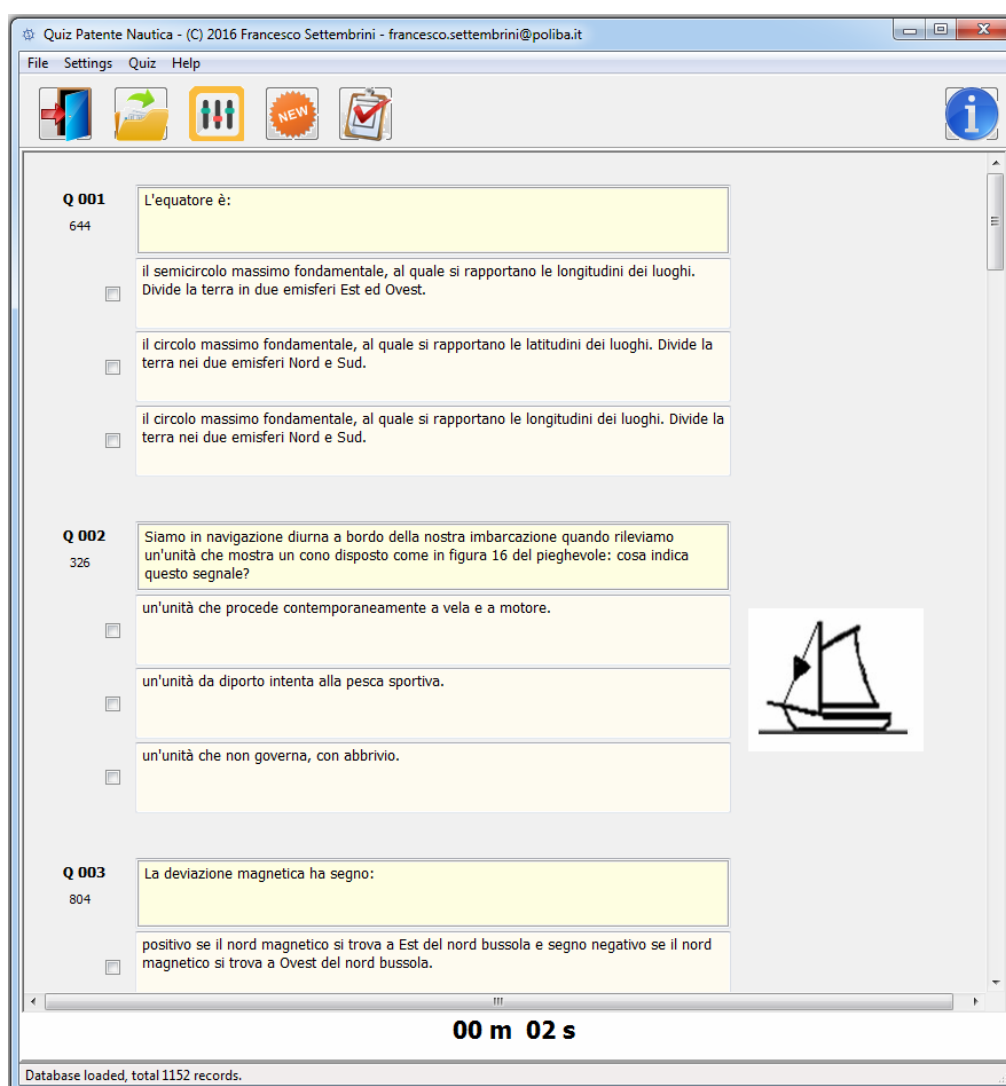 Quiz Patente Nautica - (C) 2016 Francesco Settembrini - francesco.settembrini@poliba.it
File Settings Quiz Help
NEW
Q 001
644
L'equatore è:
il semicircolo massimo fondamentale, al quale si rapportano le longitudini dei luoghi.
Divide la terra in due emisferi Est ed Ovest.
il circolo massimo fondamentale, al quale si rapportano le latitudini dei luoghi. Divide la
terra nei due emisferi Nord e Sud.
il circolo massimo fondamentale, al quale si rapportano le longitudini dei luoghi. Divide la
terra nei due emisferi Nord e Sud.
Q 002
326
Siamo in navigazione diurna a bordo della nostra imbarcazione quando rileviamo
un'unità che mostra un cono disposto come in figura 16 del pieghevole: cosa indica
questo segnale?
un'unità che procede contemporaneamente a vela e a motore.
un'unità da diporto intenta alla pesca sportiva.
un'unità che non governa, con abbrivio.
Q 003
804
La deviazione magnetica ha segno:
positivo se il nord magnetico si trova a Est del nord bussola e segno negativo se il nord
magnetico si trova a Ovest del nord bussola.
00 m 02 s
Database loaded, total 1152 records.